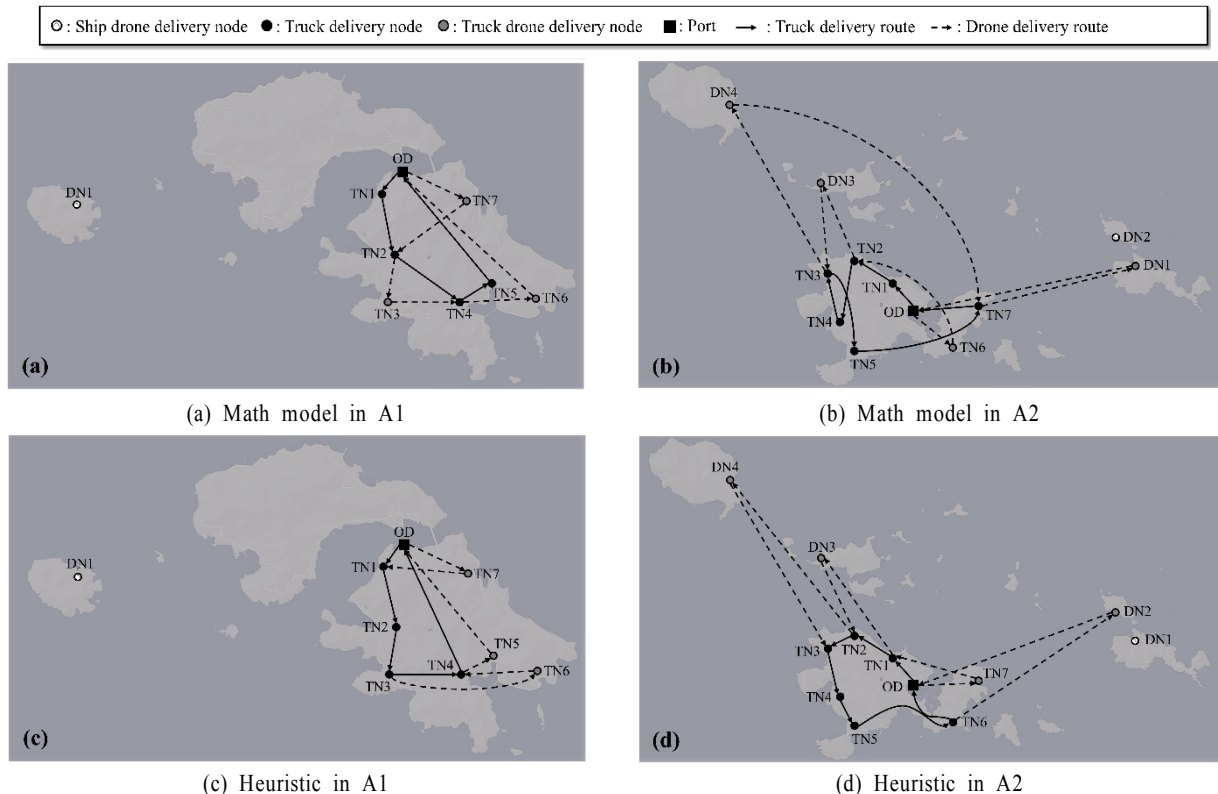 : Ship drone delivery node : Truck delivery node : Truck drone delivery node : Port : Truck delivery route : Drone delivery route
OD
TN1
DN1
TN7
TN2
TN5
TN6
TN3
TN4
(a)
(a) Math model in A1
DN4
DN3
DN2
TN2
DN1
TN3
TN1
OD
TN7
TN4
TN6
TN5
(b)
(b) Math model in A2
OD
TN1
DN1
TN7
TN2
TN5
TN4
TN6
TN3
(c)
(c) Heuristic in A1
DN4
DN3
DN2
DN1
TN3
TN2
TN1
TN7
OD
TN4
TN6
TN5
(d)
(d) Heuristic in A2